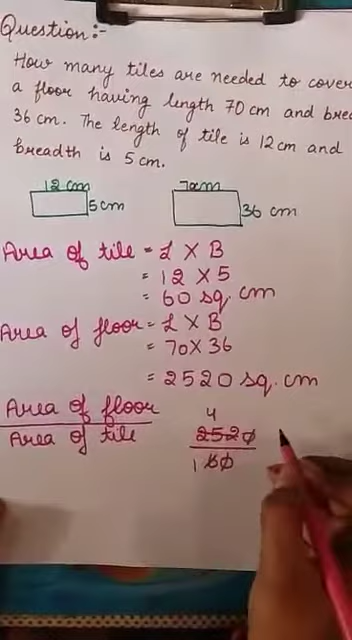 Question:-
How many tiles are needed to cover
a floor having length 70 cm and
36 cm. The length of tile is 12 cm and
breadth is 5 cm.
12 cm 70cm
5 cm 36 cm
Area of tile = L X B
= 12 X 5
= 60 sq. cm
Area of floor = L X B
= 70X 36
= 2520 sq. cm
Area of floor
Area of tile
4
2520
1 60